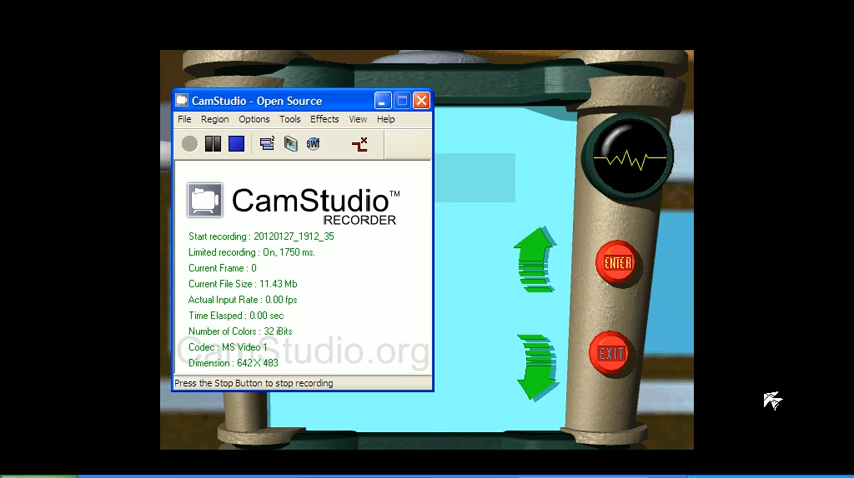 CamStudio - Open Source
File Region Options Tools Effects View Help
SWF
CamStudio™
RECORDER
Start recording : 20120127_1912_35
Limited recording : On, 1750 ms.
Current Frame : 0
Current File Size : 11.43 Mb
Actual Input Rate : 0.00 fps
Time Elasped : 0.00 sec
Number of Colors : 32 iBits
Codec : MS Video 1
CamStudio.org
Dimension : 642 X 483
Press the Stop Button to stop recording
ENTER
EXIT